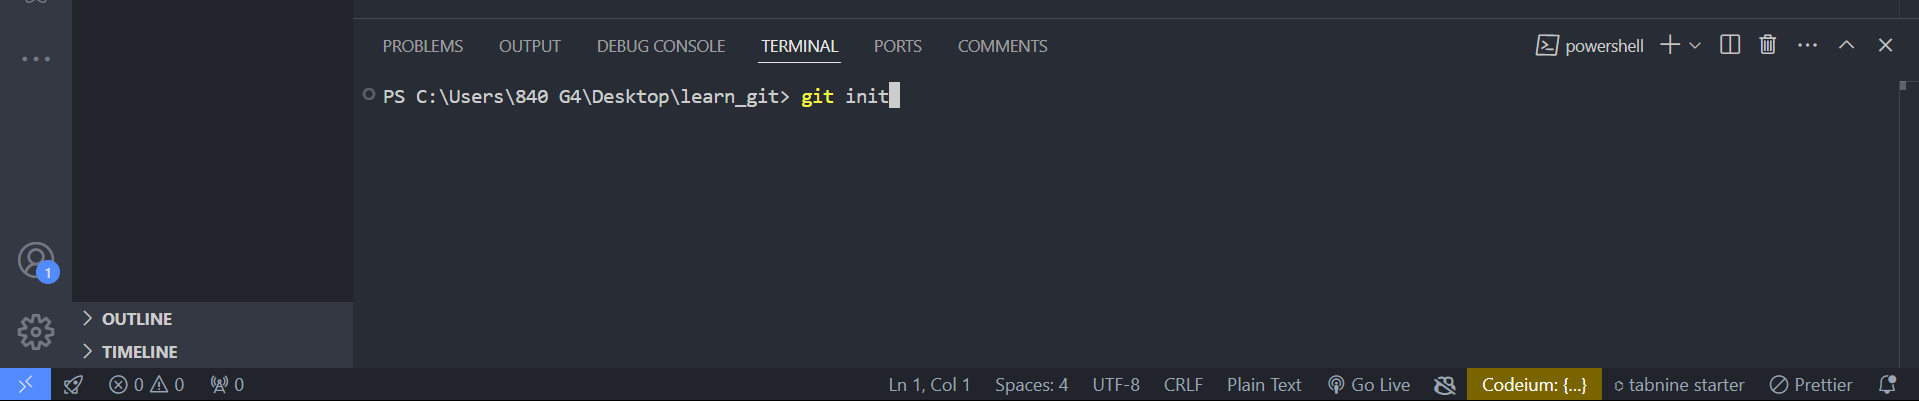 PROBLEMS OUTPUT DEBUG CONSOLE TERMINAL PORTS COMMENTS powershell
PS C:\Users\840 G4\Desktop\learn_git> git init
1
OUTLINE
TIMELINE
0 0 0 Ln 1, Col 1 Spaces: 4 UTF-8 CRLF Plain Text Go Live Codeium: {...} tabnine starter Prettier